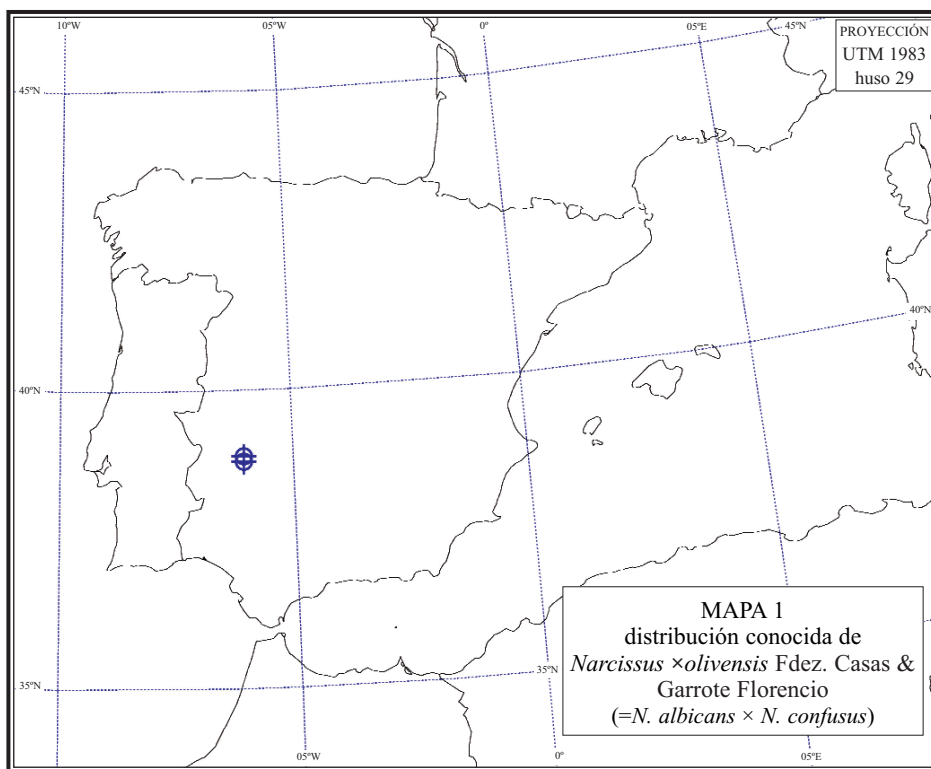 10ºW
05ºW
0º
05ºE
45ºN
PROYECCIÓN
UTM 1983
huso 29
45ºN
40ºN
40ºN
35ºN
35ºN
MAPA 1
distribución conocida de
Narcissus ×olivensis Fdez. Casas &
Garrote Florencio
(=N. albicans × N. confusus)
05ºW
0º
05ºE